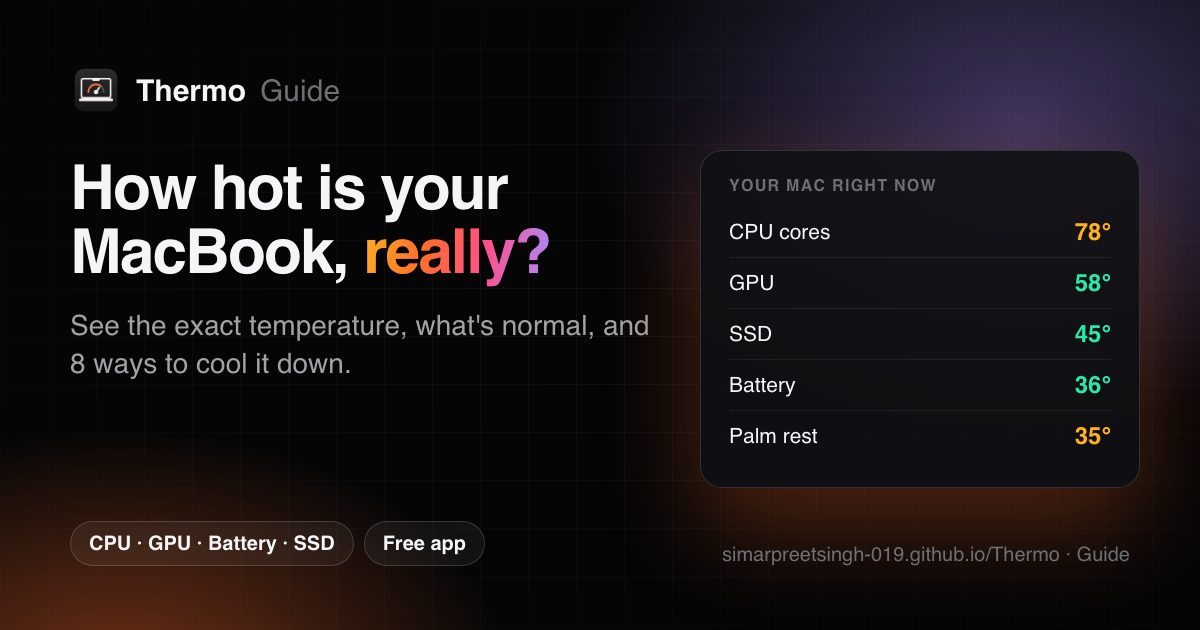 Thermo Guide
How hot is your
MacBook, really?
See the exact temperature, what's normal, and
8 ways to cool it down.
CPU · GPU · Battery · SSD
Free app
YOUR MAC RIGHT NOW
CPU cores 78°
GPU 58°
SSD 45°
Battery 36°
Palm rest 35°
simarpreetsingh-019.github.io/Thermo · Guide